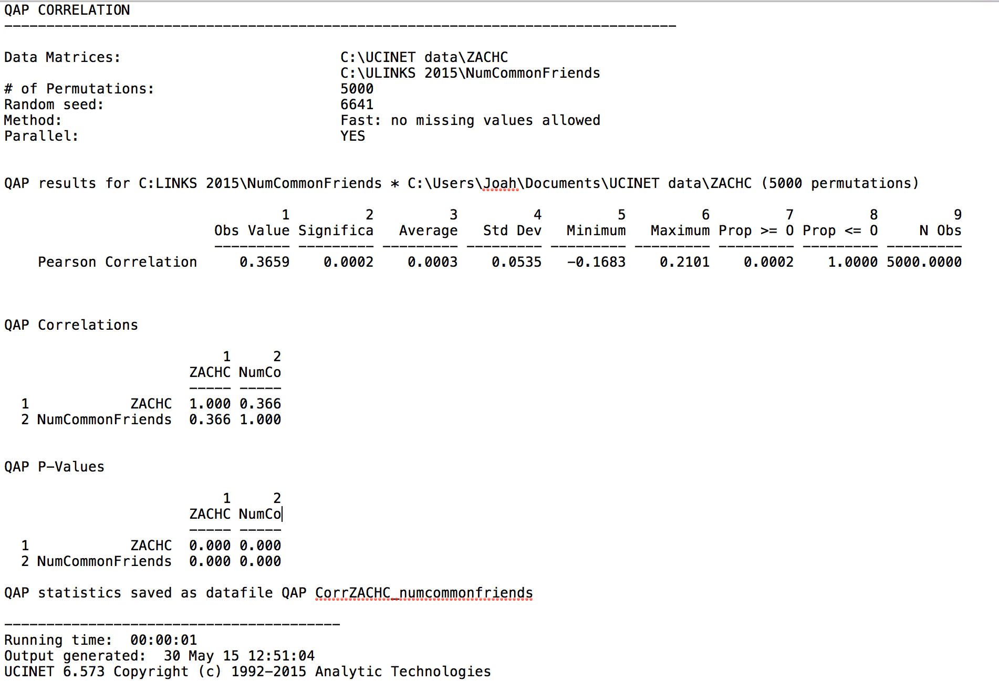 QAP CORRELATION
--------------------------------------------------------------------------------
Data Matrices: C:\UCINET data\ZACHC
C:\ULINKS 2015\NumCommonFriends
# of Permutations: 5000
Random seed: 6641
Method: Fast: no missing values allowed
Parallel: YES
QAP results for C:LINKS 2015\NumCommonFriends * C:\Users\Joah\Documents\UCINET data\ZACHC (5000 permutations)
1 2 3 4 5 6 7 8 9
Obs Value Significa Average Std Dev Minimum Maximum Prop >= O Prop <= O N Obs
--------- --------- --------- --------- --------- --------- --------- --------- ---------
Pearson Correlation 0.3659 0.0002 0.0003 0.0535 -0.1683 0.2101 0.0002 1.0000 5000.0000
QAP Correlations
1 2
ZACHC NumCo
----- -----
1 ZACHC 1.000 0.366
2 NumCommonFriends 0.366 1.000
QAP P-Values
1 2
ZACHC NumCo
----- -----
1 ZACHC 0.000 0.000
2 NumCommonFriends 0.000 0.000
QAP statistics saved as datafile QAP CorrZACHC_numcommonfriends
----------------------------------------
Running time: 00:00:01
Output generated: 30 May 15 12:51:04
UCINET 6.573 Copyright (c) 1992-2015 Analytic Technologies